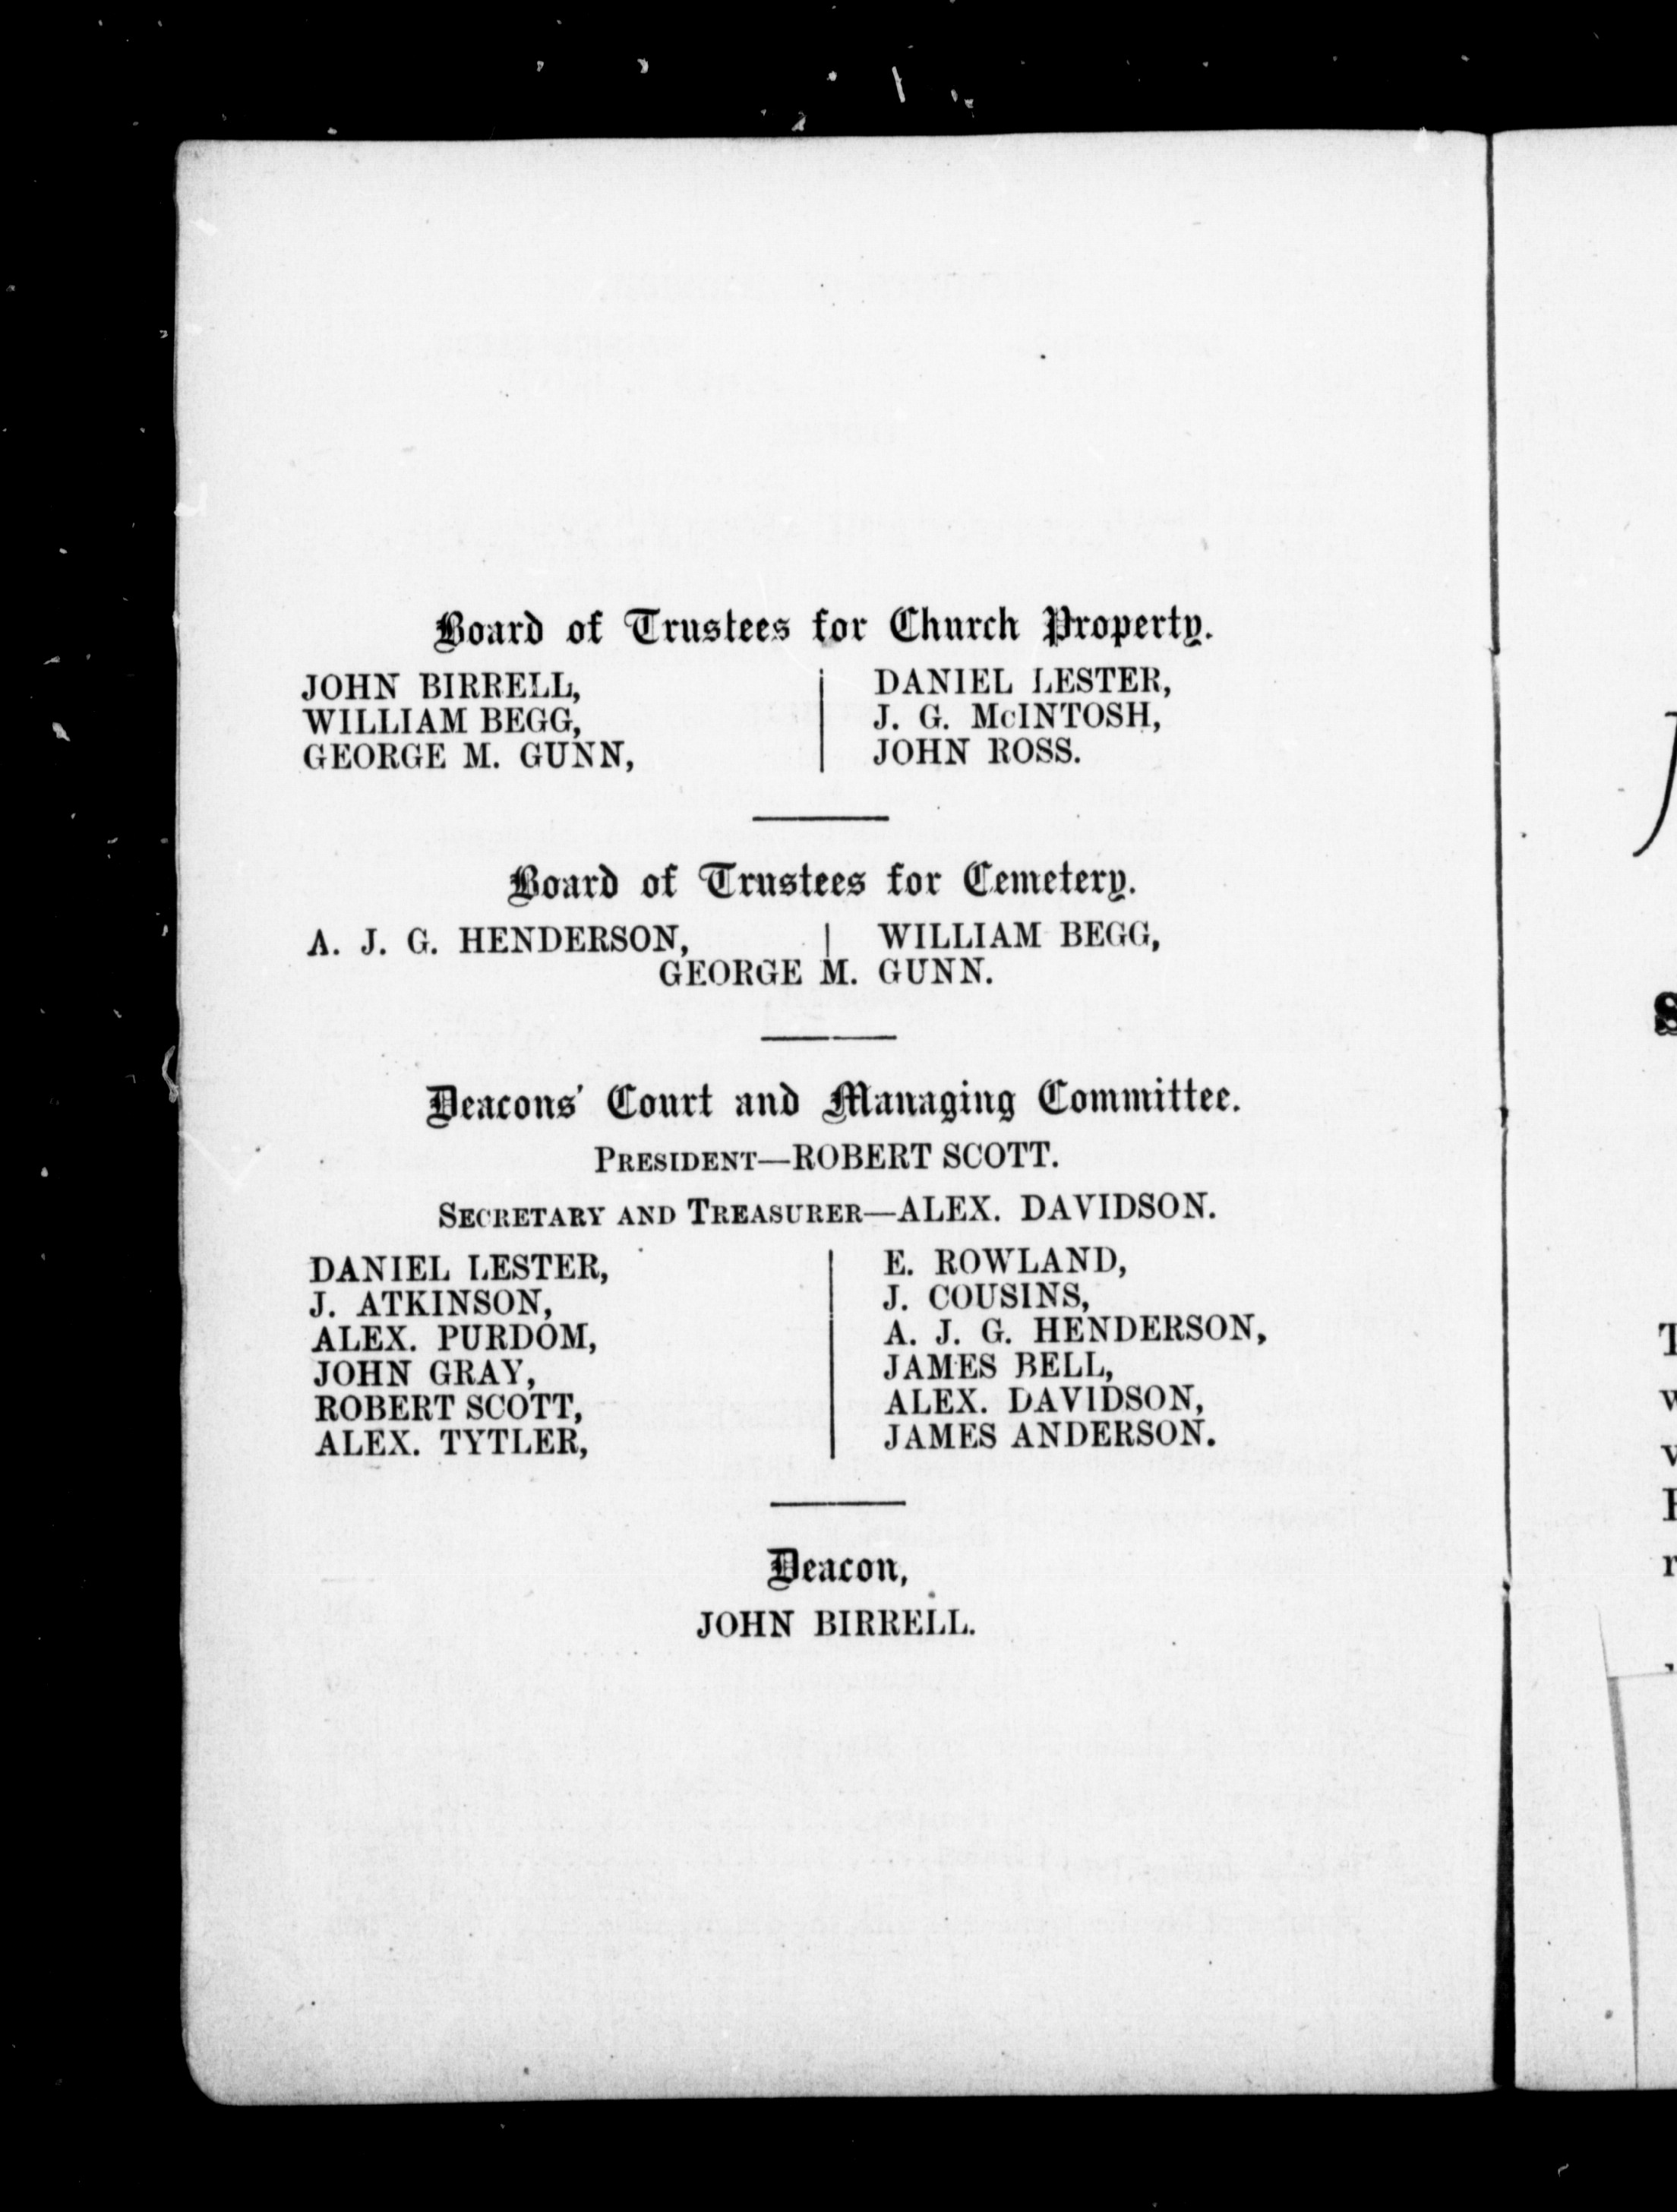 Board of Trustees for Church Property.
JOHN BIRRELL,
WILLIAM BEGG,
GEORGE M. GUNN,
DANIEL LESTER,
J. G. McINTOSH,
JOHN ROSS.
Board of Trustees for Cemetery.
A. J. G. HENDERSON, | WILLIAM BEGG,
GEORGE M. GUNN.
Deacons' Court and Managing Committee.
PRESIDENT—ROBERT SCOTT.
SECRETARY AND TREASURER—ALEX. DAVIDSON.
DANIEL LESTER,
J. ATKINSON,
ALEX. PURDOM,
JOHN GRAY,
ROBERT SCOTT,
ALEX. TYTLER,
E. ROWLAND,
J. COUSINS,
A. J. G. HENDERSON,
JAMES BELL,
ALEX. DAVIDSON,
JAMES ANDERSON.
Deacon,
JOHN BIRRELL.